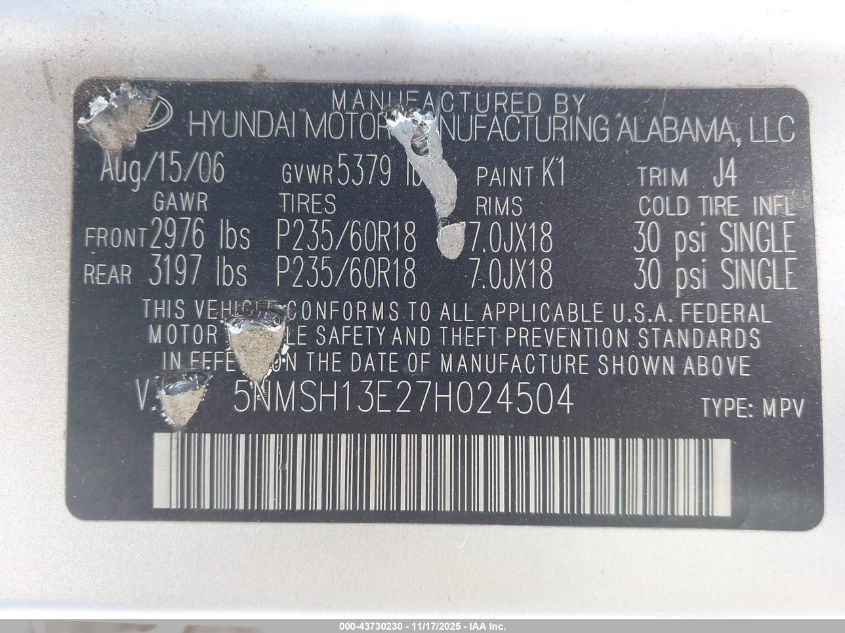 MANUFACTURED BY
HYUNDAI MOTOR MANUFACTURING ALABAMA, LLC
Aug/15/06 GVWR 5379 lb PAINT K1 TRIM J4
GAWR TIRES RIMS COLD TIRE INFL
FRONT 2976 lbs P235/60R18 7.0JX18 30 psi SINGLE
REAR 3197 lbs P235/60R18 7.0JX18 30 psi SINGLE
THIS VEHICLE CONFORMS TO ALL APPLICABLE U.S.A. FEDERAL
MOTOR LE SAFETY AND THEFT PREVENTION STANDARDS
IN EFFECT ON THE DATE OF MANUFACTURE SHOWN ABOVE
V. 5NMSH13E27H024504 TYPE: MPV
000-43730230 - 11/17/2025 - IAA Inc.